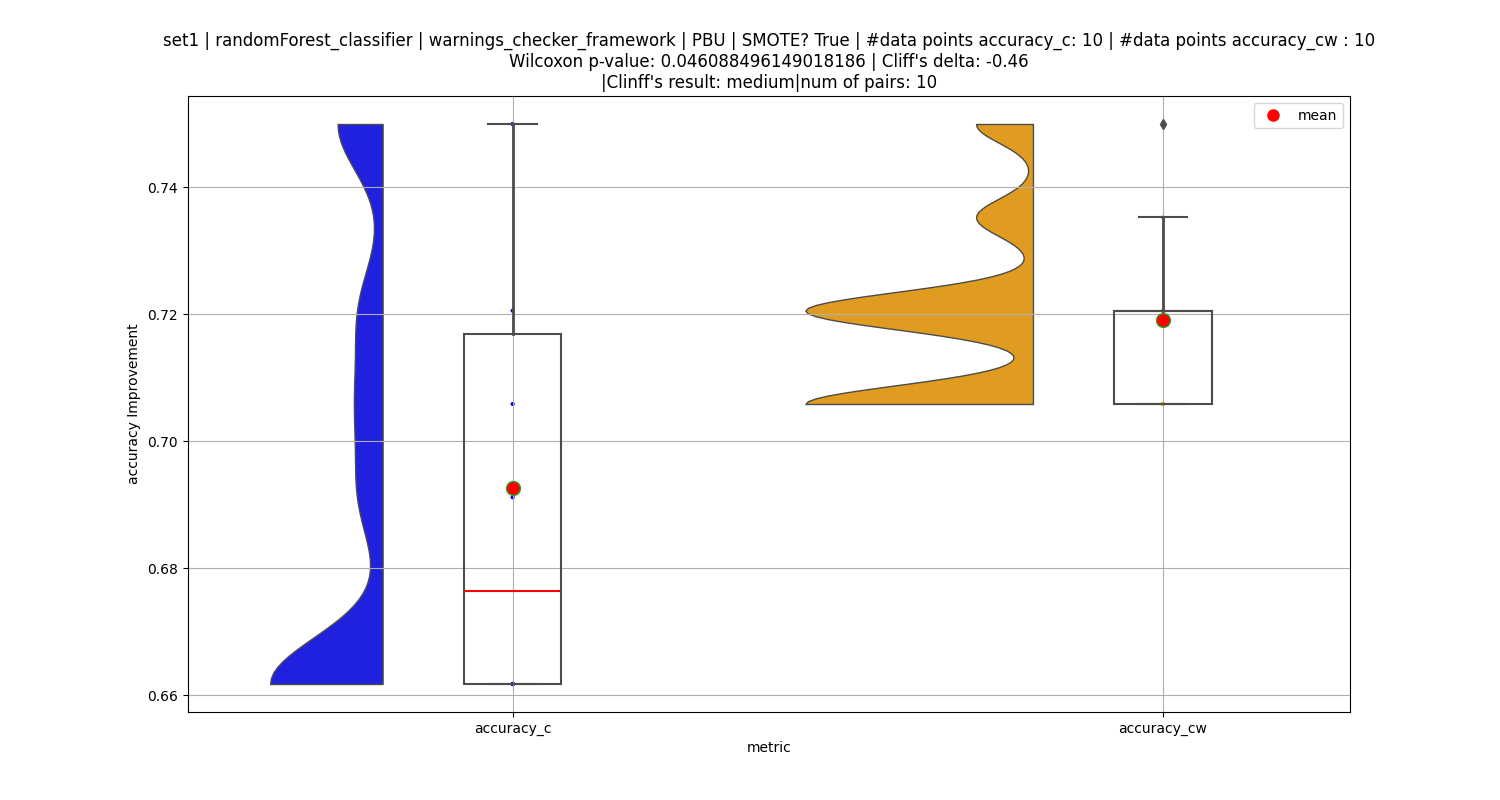 set1 | randomForest_classifier | warnings_checker_framework | PBU | SMOTE? True | #data points accuracy_c: 10 | #data points accuracy_cw : 10
Wilcoxon p-value: 0.046088496149018186 | Cliff's delta: -0.46
|Clinff's result: medium|num of pairs: 10
mean
0.74
0.72
0.70
0.68
0.66
accuracy Improvement
accuracy_c
accuracy_cw
metric